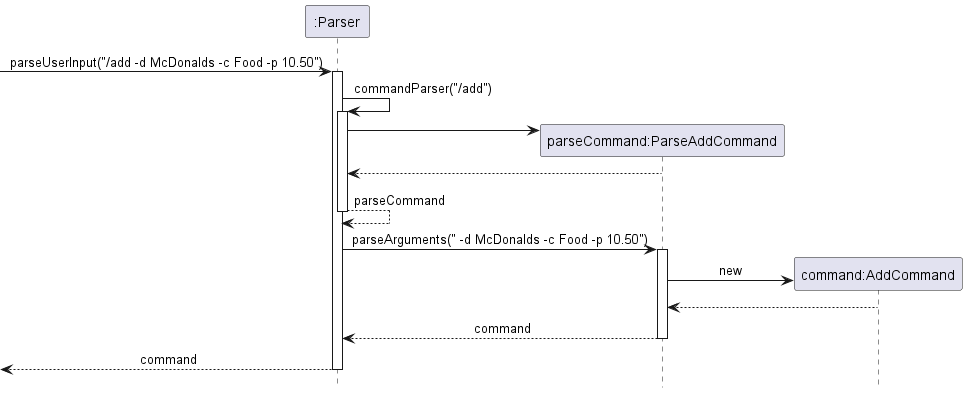 :Parser
parseUserInput("/add -d McDonalds -c Food -p 10.50")
commandParser("/add")
parseCommand:ParseAddCommand
parseCommand
parseArguments(" -d McDonalds -c Food -p 10.50")
new
command:AddCommand
command
command